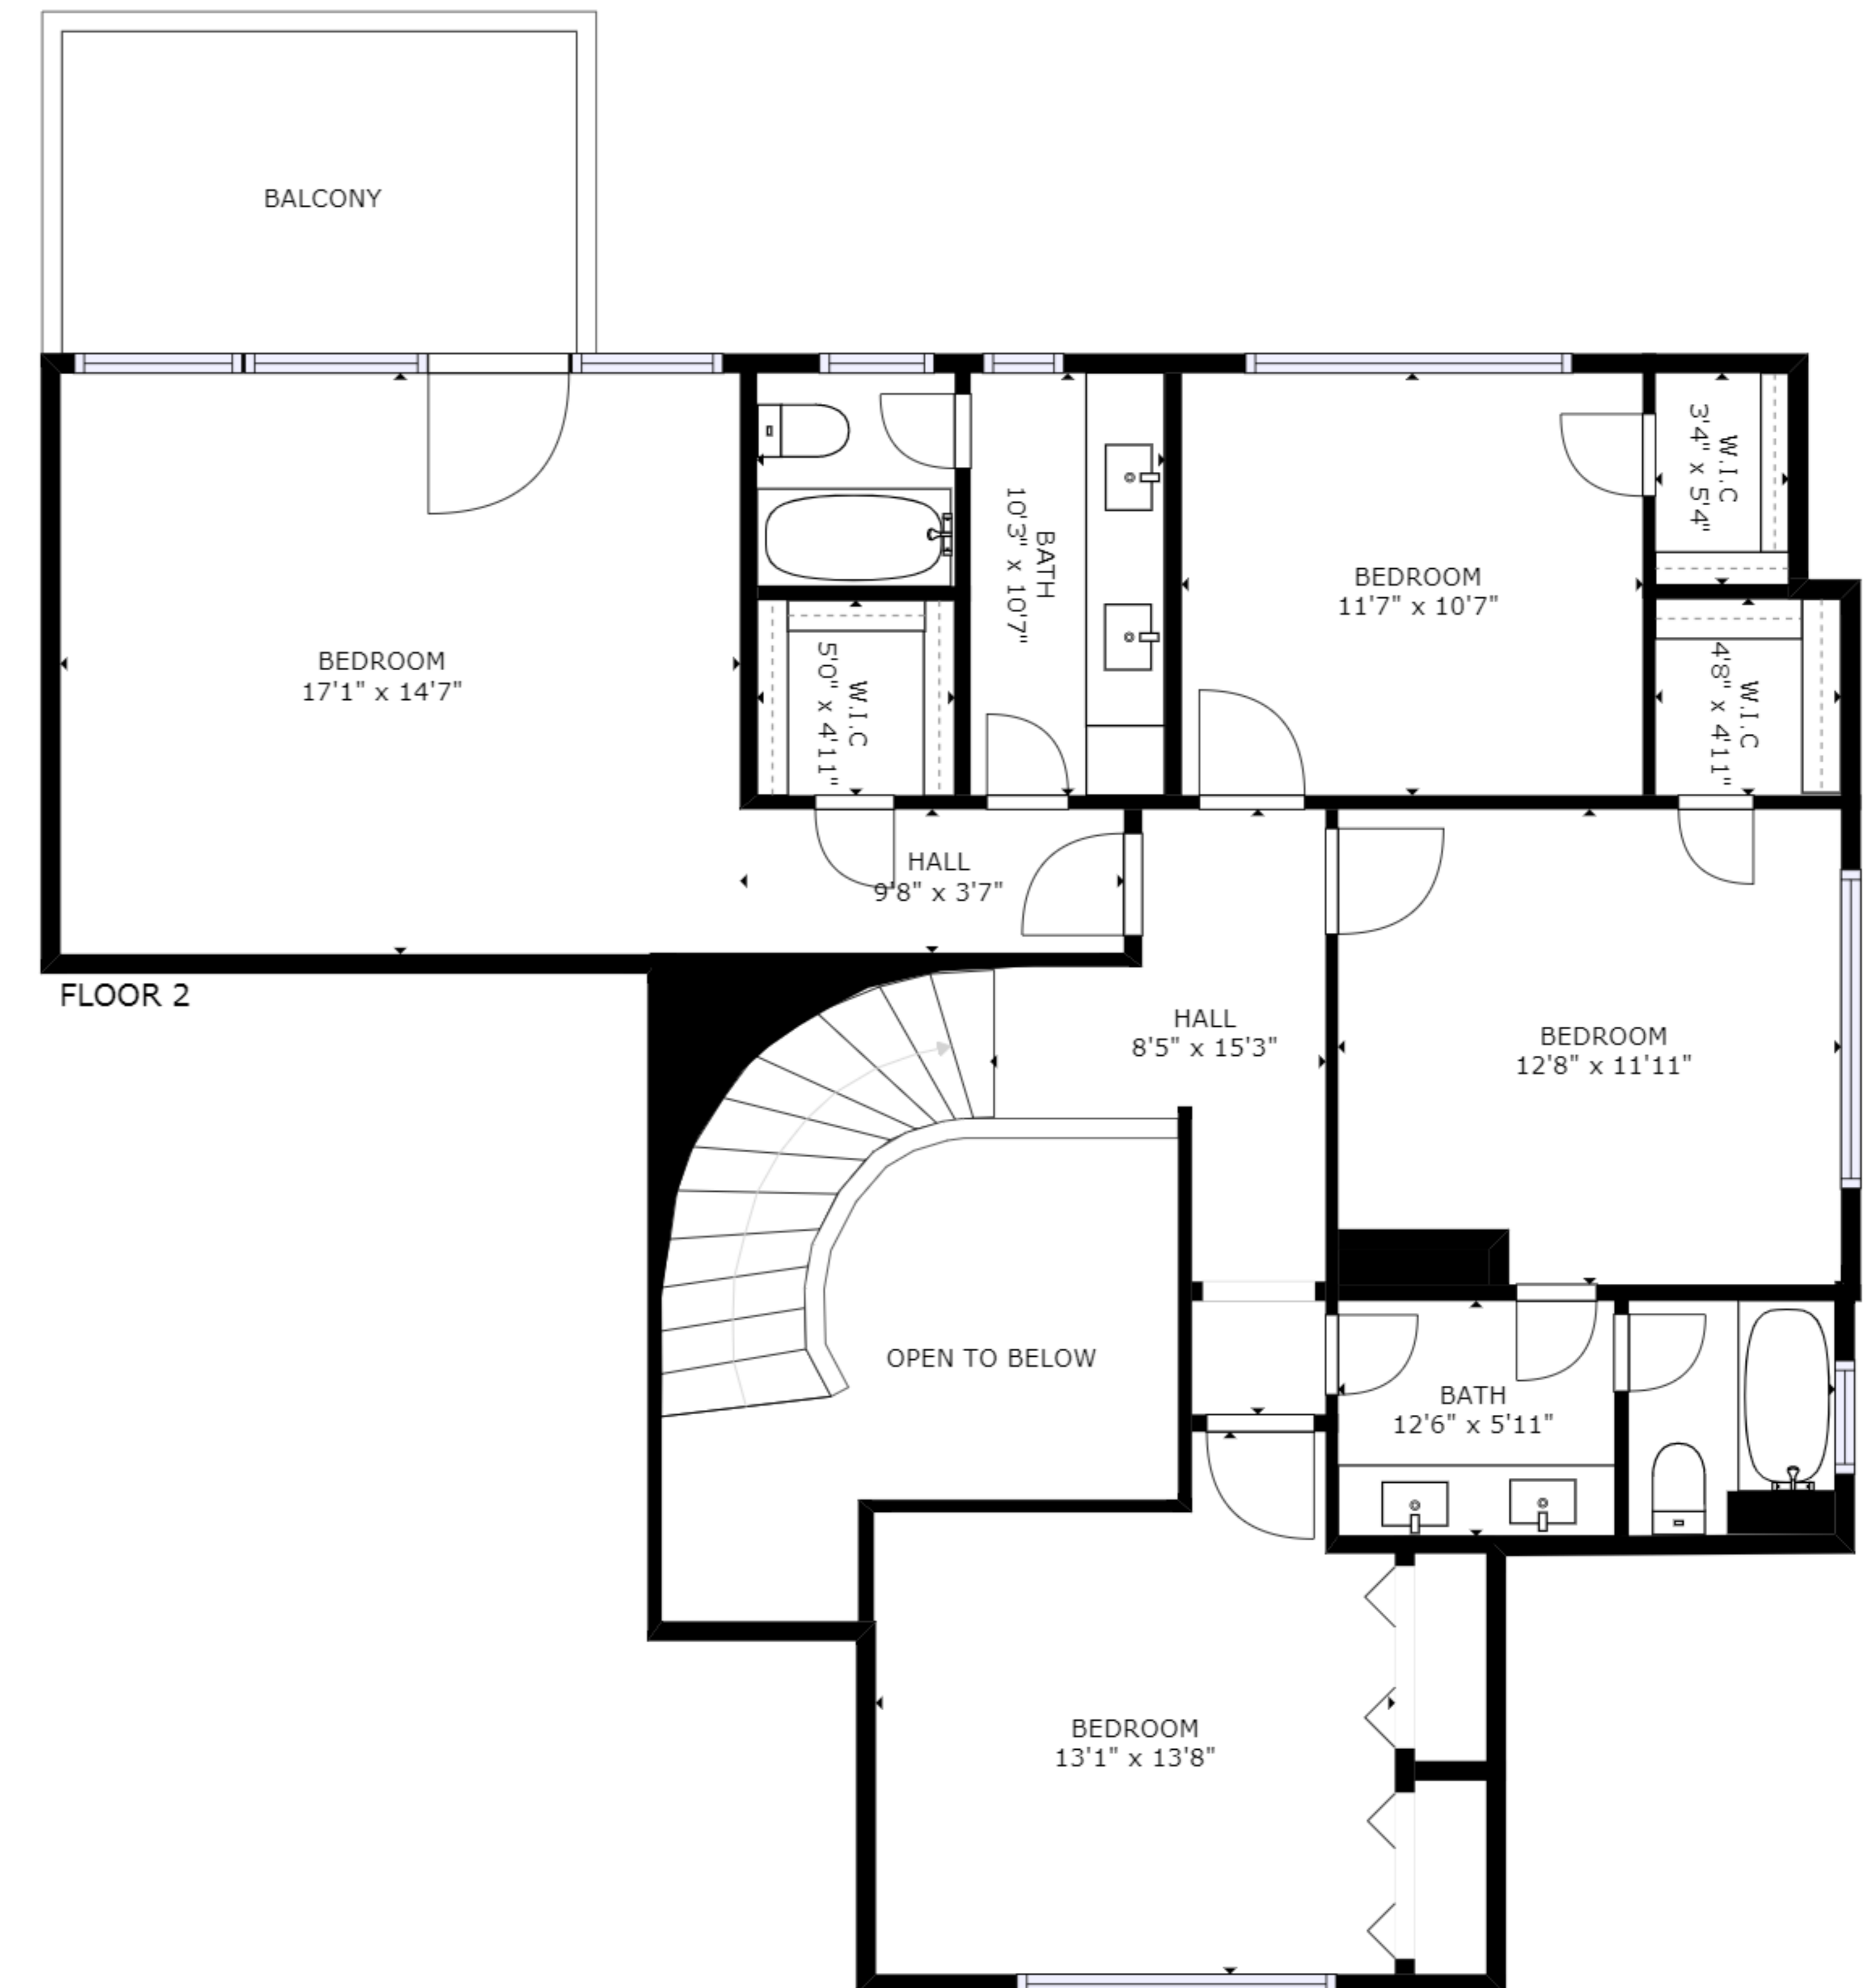 BALCONY
W.I.C
3'4" x 5'4"
BATH
10'3" x 10'7"
BEDROOM
11'7" x 10'7"
BEDROOM
17'1" x 14'7"
W.I.C
5'0" x 4'11"
W.I.C
4'8" x 4'11"
HALL
9'8" x 3'7"
FLOOR 2
HALL
8'5" x 15'3"
BEDROOM
12'8" x 11'11"
OPEN TO BELOW
BATH
12'6" x 5'11"
BEDROOM
13'1" x 13'8"